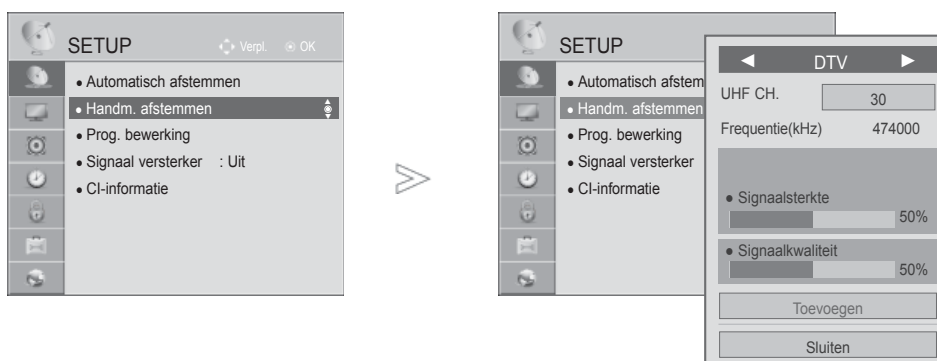 SETUP
Verpl. OK
• Automatisch afstemmen
• Handm. afstemmen
• Prog. bewerking
• Signaal versterker : Uit
• CI-informatie
SETUP
• Automatisch afstem
• Handm. afstemmen
• Prog. bewerking
• Signaal versterker
• CI-informatie
◄ DTV ►
UHF CH. 30
Frequentie(kHz) 474000
• Signaalsterkte
50%
• Signaalkwaliteit
50%
Toevoegen
Sluiten